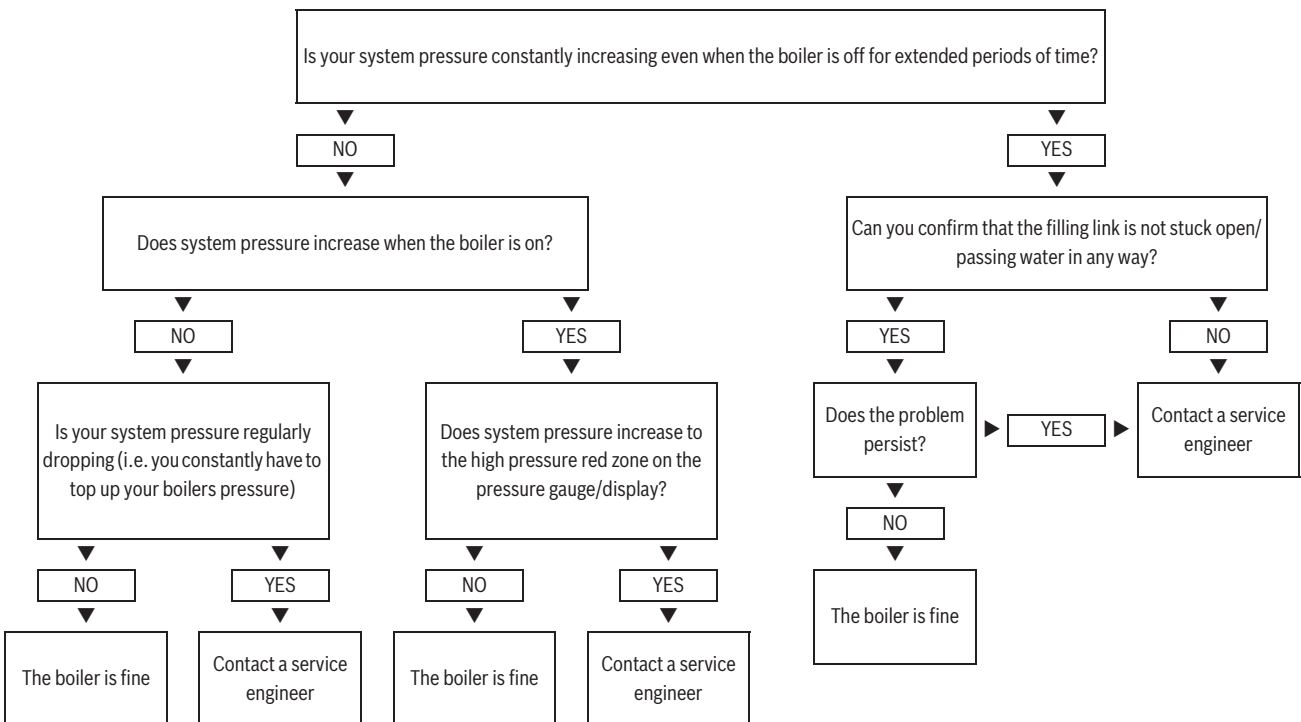 Is your system pressure constantly increasing even when the boiler is off for extended periods of time?
NO
YES
Does system pressure increase when the boiler is on?
Can you confirm that the filling link is not stuck open/
passing water in any way?
NO
YES
YES
NO
Is your system pressure regularly
dropping (i.e. you constantly have to
top up your boilers pressure)
Does system pressure increase to
the high pressure red zone on the
pressure gauge/display?
Does the problem
persist?
YES
Contact a service
engineer
NO
NO
YES
NO
YES
The boiler is fine
The boiler is fine
Contact a service
engineer
The boiler is fine
Contact a service
engineer